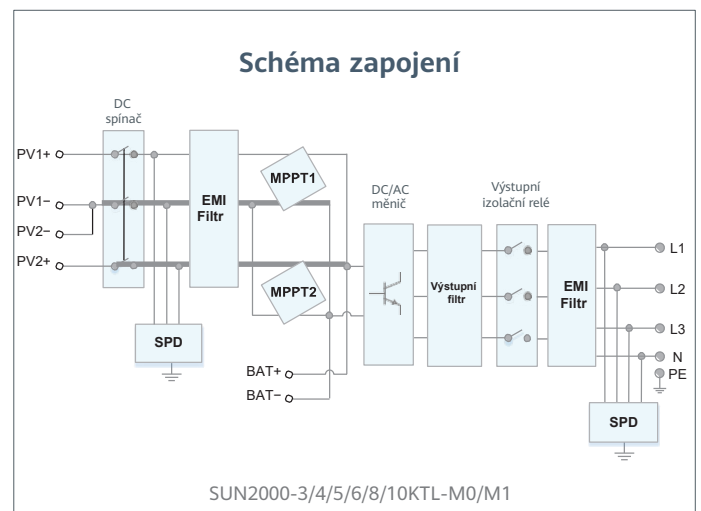 Schéma zapojení
DC
spínač
PV1+
PV1−
PV2−
PV2+
EMI
Filtr
MPPT1
MPPT2
SPD
BAT+
BAT−
DC/AC
měnič
Výstupní
filtr
Výstupní
izolační relé
EMI
Filtr
L1
L2
L3
N
PE
SPD
SUN2000-3/4/5/6/8/10KTL-M0/M1